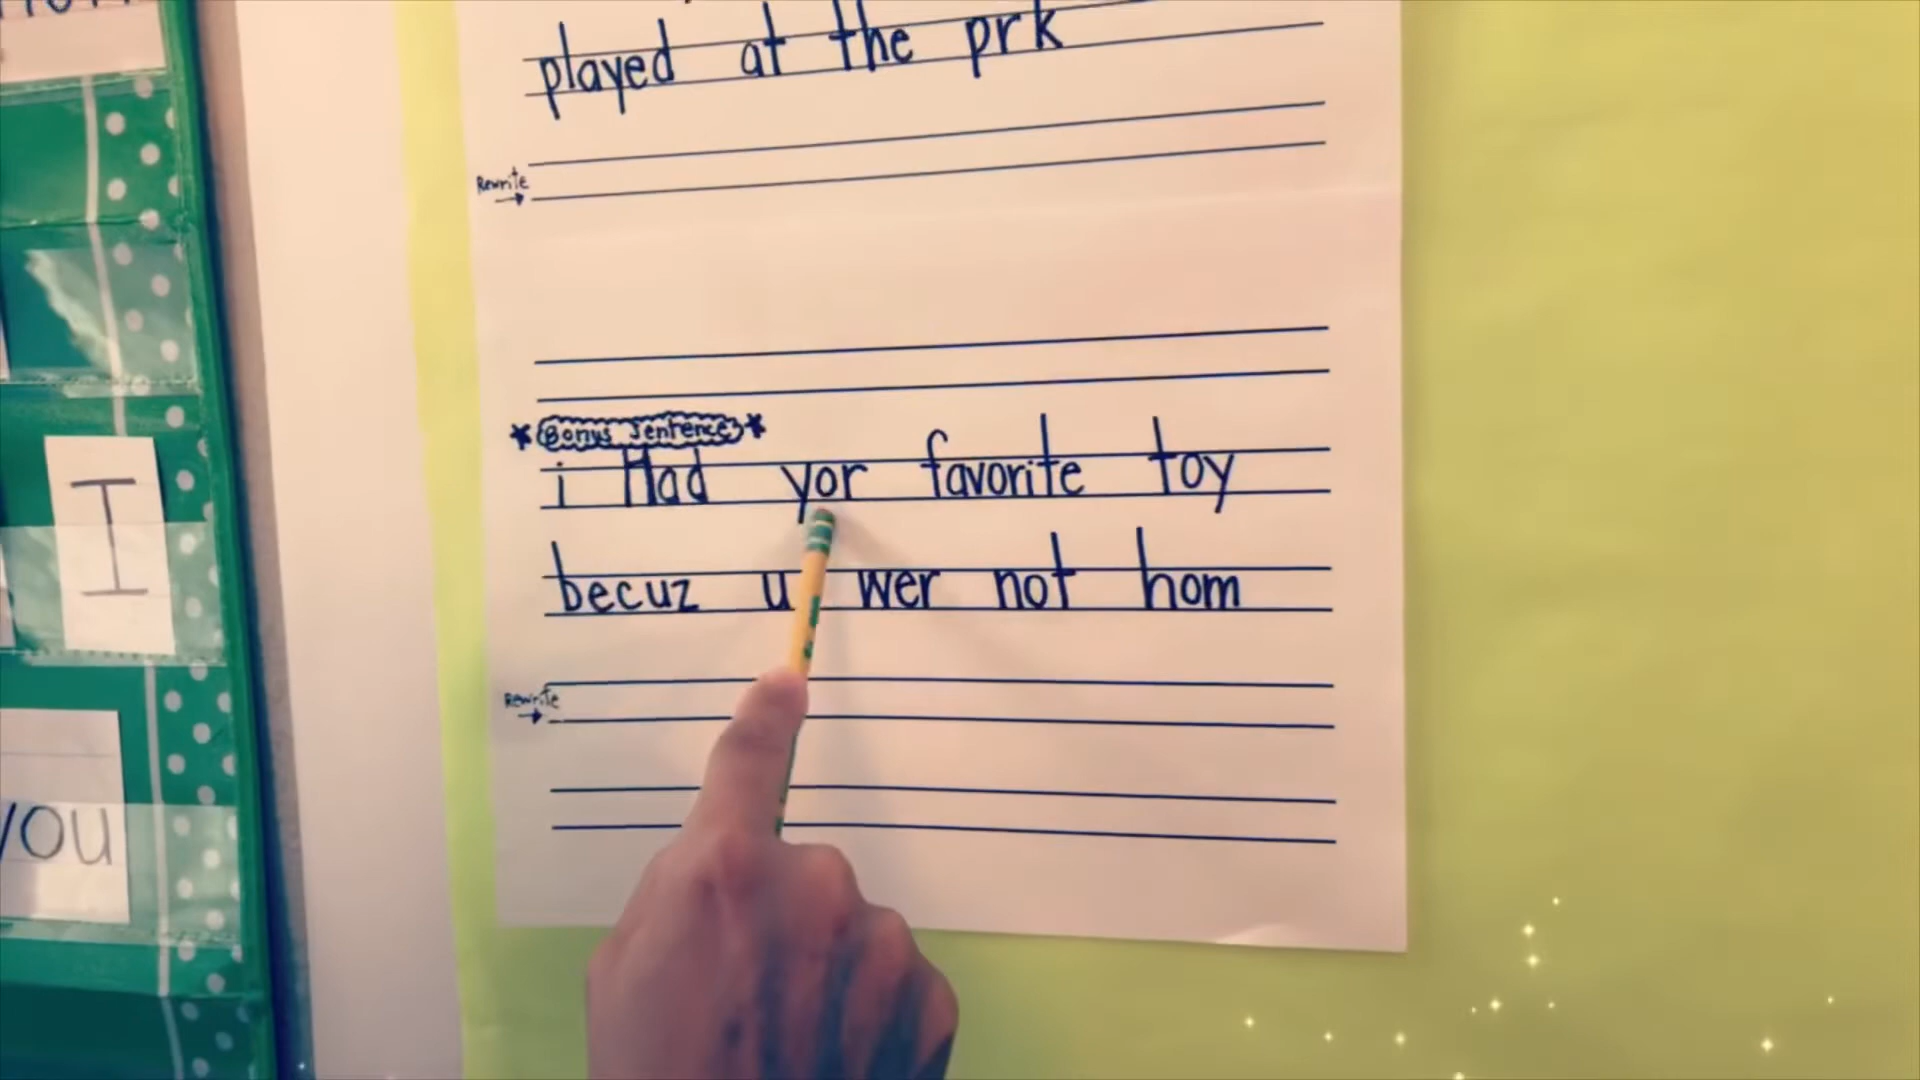 played at the prk
Rewrite
Bonus Sentence
i Had yor favorite toy
becuz u wer not hom
Rewrite
I
you